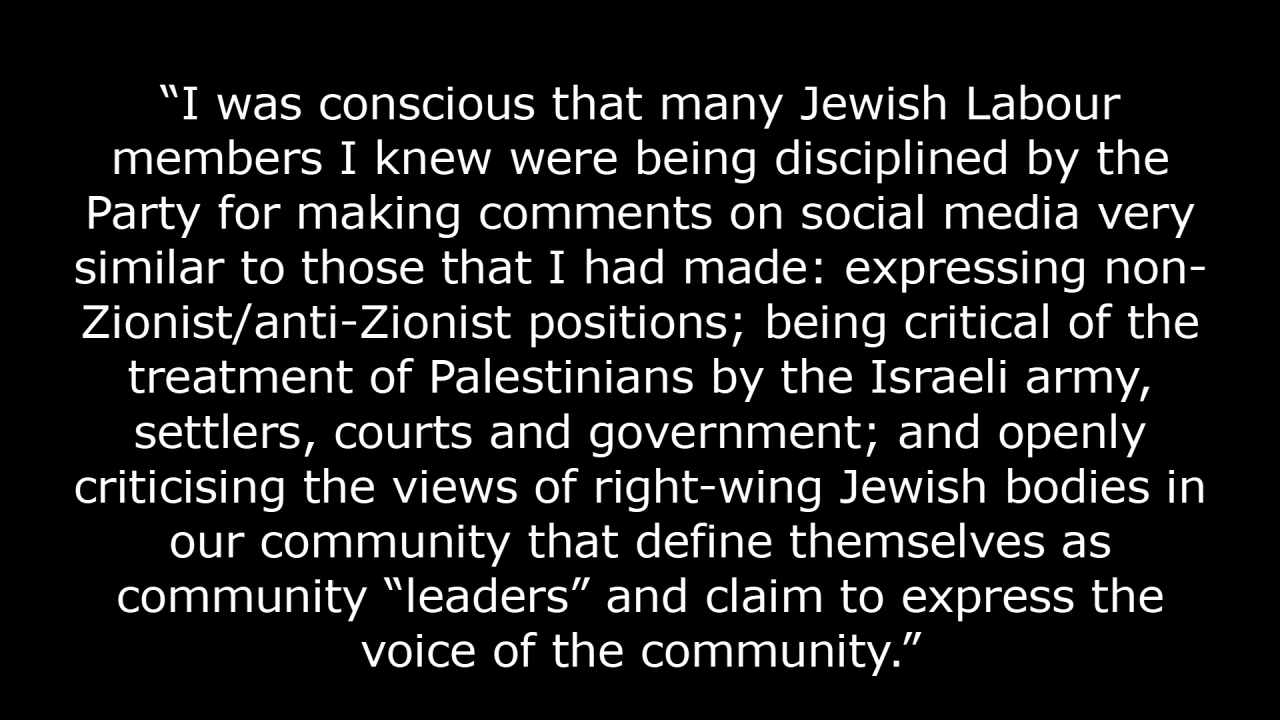 “I was conscious that many Jewish Labour
members I knew were being disciplined by the
Party for making comments on social media very
similar to those that I had made: expressing non-
Zionist/anti-Zionist positions; being critical of the
treatment of Palestinians by the Israeli army,
settlers, courts and government; and openly
criticising the views of right-wing Jewish bodies in
our community that define themselves as
community “leaders” and claim to express the
voice of the community.”